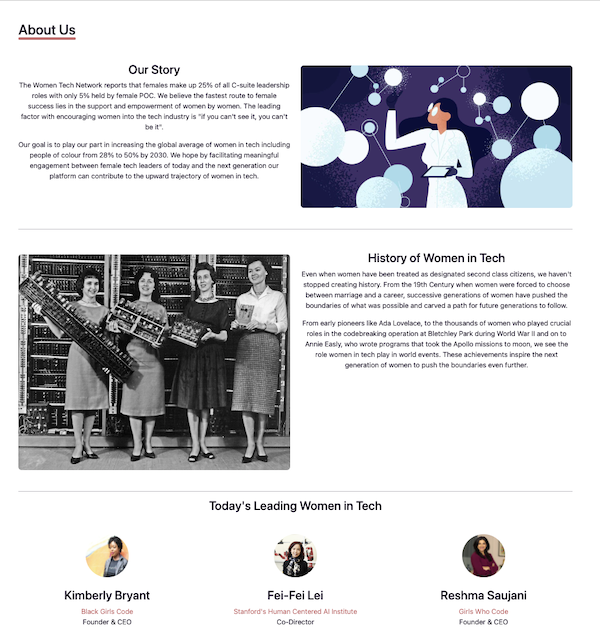 About Us
Our Story
The Women Tech Network reports that females make up 25% of all C-suite leadership
roles with only 5% held by female POC. We believe the fastest route to female
success lies in the support and empowerment of women by women. The leading
factor with encouraging women into the tech industry is "if you can't see it, you can't
be it".
Our goal is to play our part in increasing the global average of women in tech including
people of colour from 28% to 50% by 2030. We hope by facilitating meaningful
engagement between female tech leaders of today and the next generation our
platform can contribute to the upward trajectory of women in tech.
History of Women in Tech
Even when women have been treated as designated second class citizens, we haven't
stopped creating history. From the 19th Century when women were forced to choose
between marriage and a career, successive generations of women have pushed the
boundaries of what was possible and carved a path for future generations to follow.
From early pioneers like Ada Lovelace, to the thousands of women who played crucial
roles in the codebreaking operation at Bletchley Park during World War II and on to
Annie Easly, who wrote programs that took the Apollo missions to moon, we see the
role women in tech play in world events. These achievements inspire the next
generation of women to push the boundaries even further.
Today's Leading Women in Tech
Kimberly Bryant
Black Girls Code
Founder & CEO
Fei-Fei Lei
Stanford's Human Centered AI Institute
Co-Director
Reshma Saujani
Girls Who Code
Founder & CEO